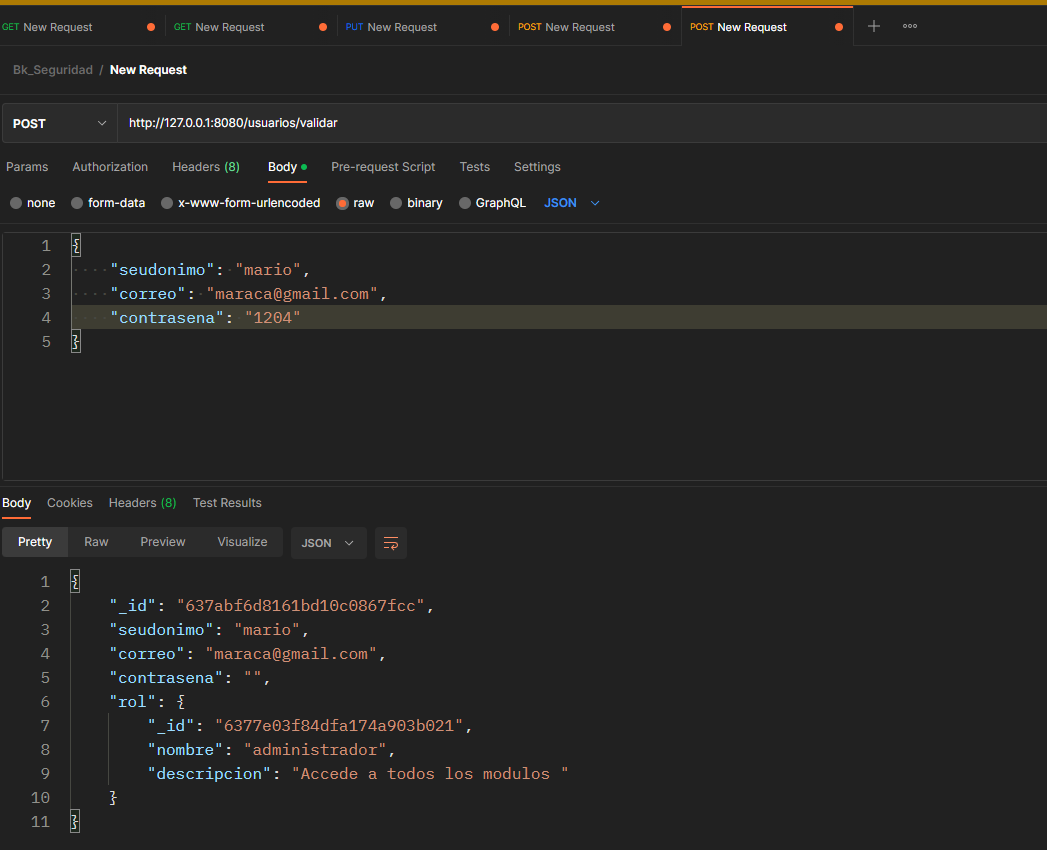 GET New Request GET New Request PUT New Request POST New Request POST New Request
Bk_Seguridad / New Request
POST http://127.0.0.1:8080/usuarios/validar
Params Authorization Headers (8) Body Pre-request Script Tests Settings
none form-data x-www-form-urlencoded raw binary GraphQL JSON
1 {
2 "seudonimo": "mario",
3 "correo": "maraca@gmail.com",
4 "contrasena": "1204"
5 }
Body Cookies Headers (8) Test Results
Pretty Raw Preview Visualize JSON
1 {
2 "_id": "637abf6d8161bd10c0867fcc",
3 "seudonimo": "mario",
4 "correo": "maraca@gmail.com",
5 "contrasena": "",
6 "rol": {
7 "_id": "6377e03f84dfa174a903b021",
8 "nombre": "administrador",
9 "descripcion": "Accede a todos los modulos "
10 }
11 }